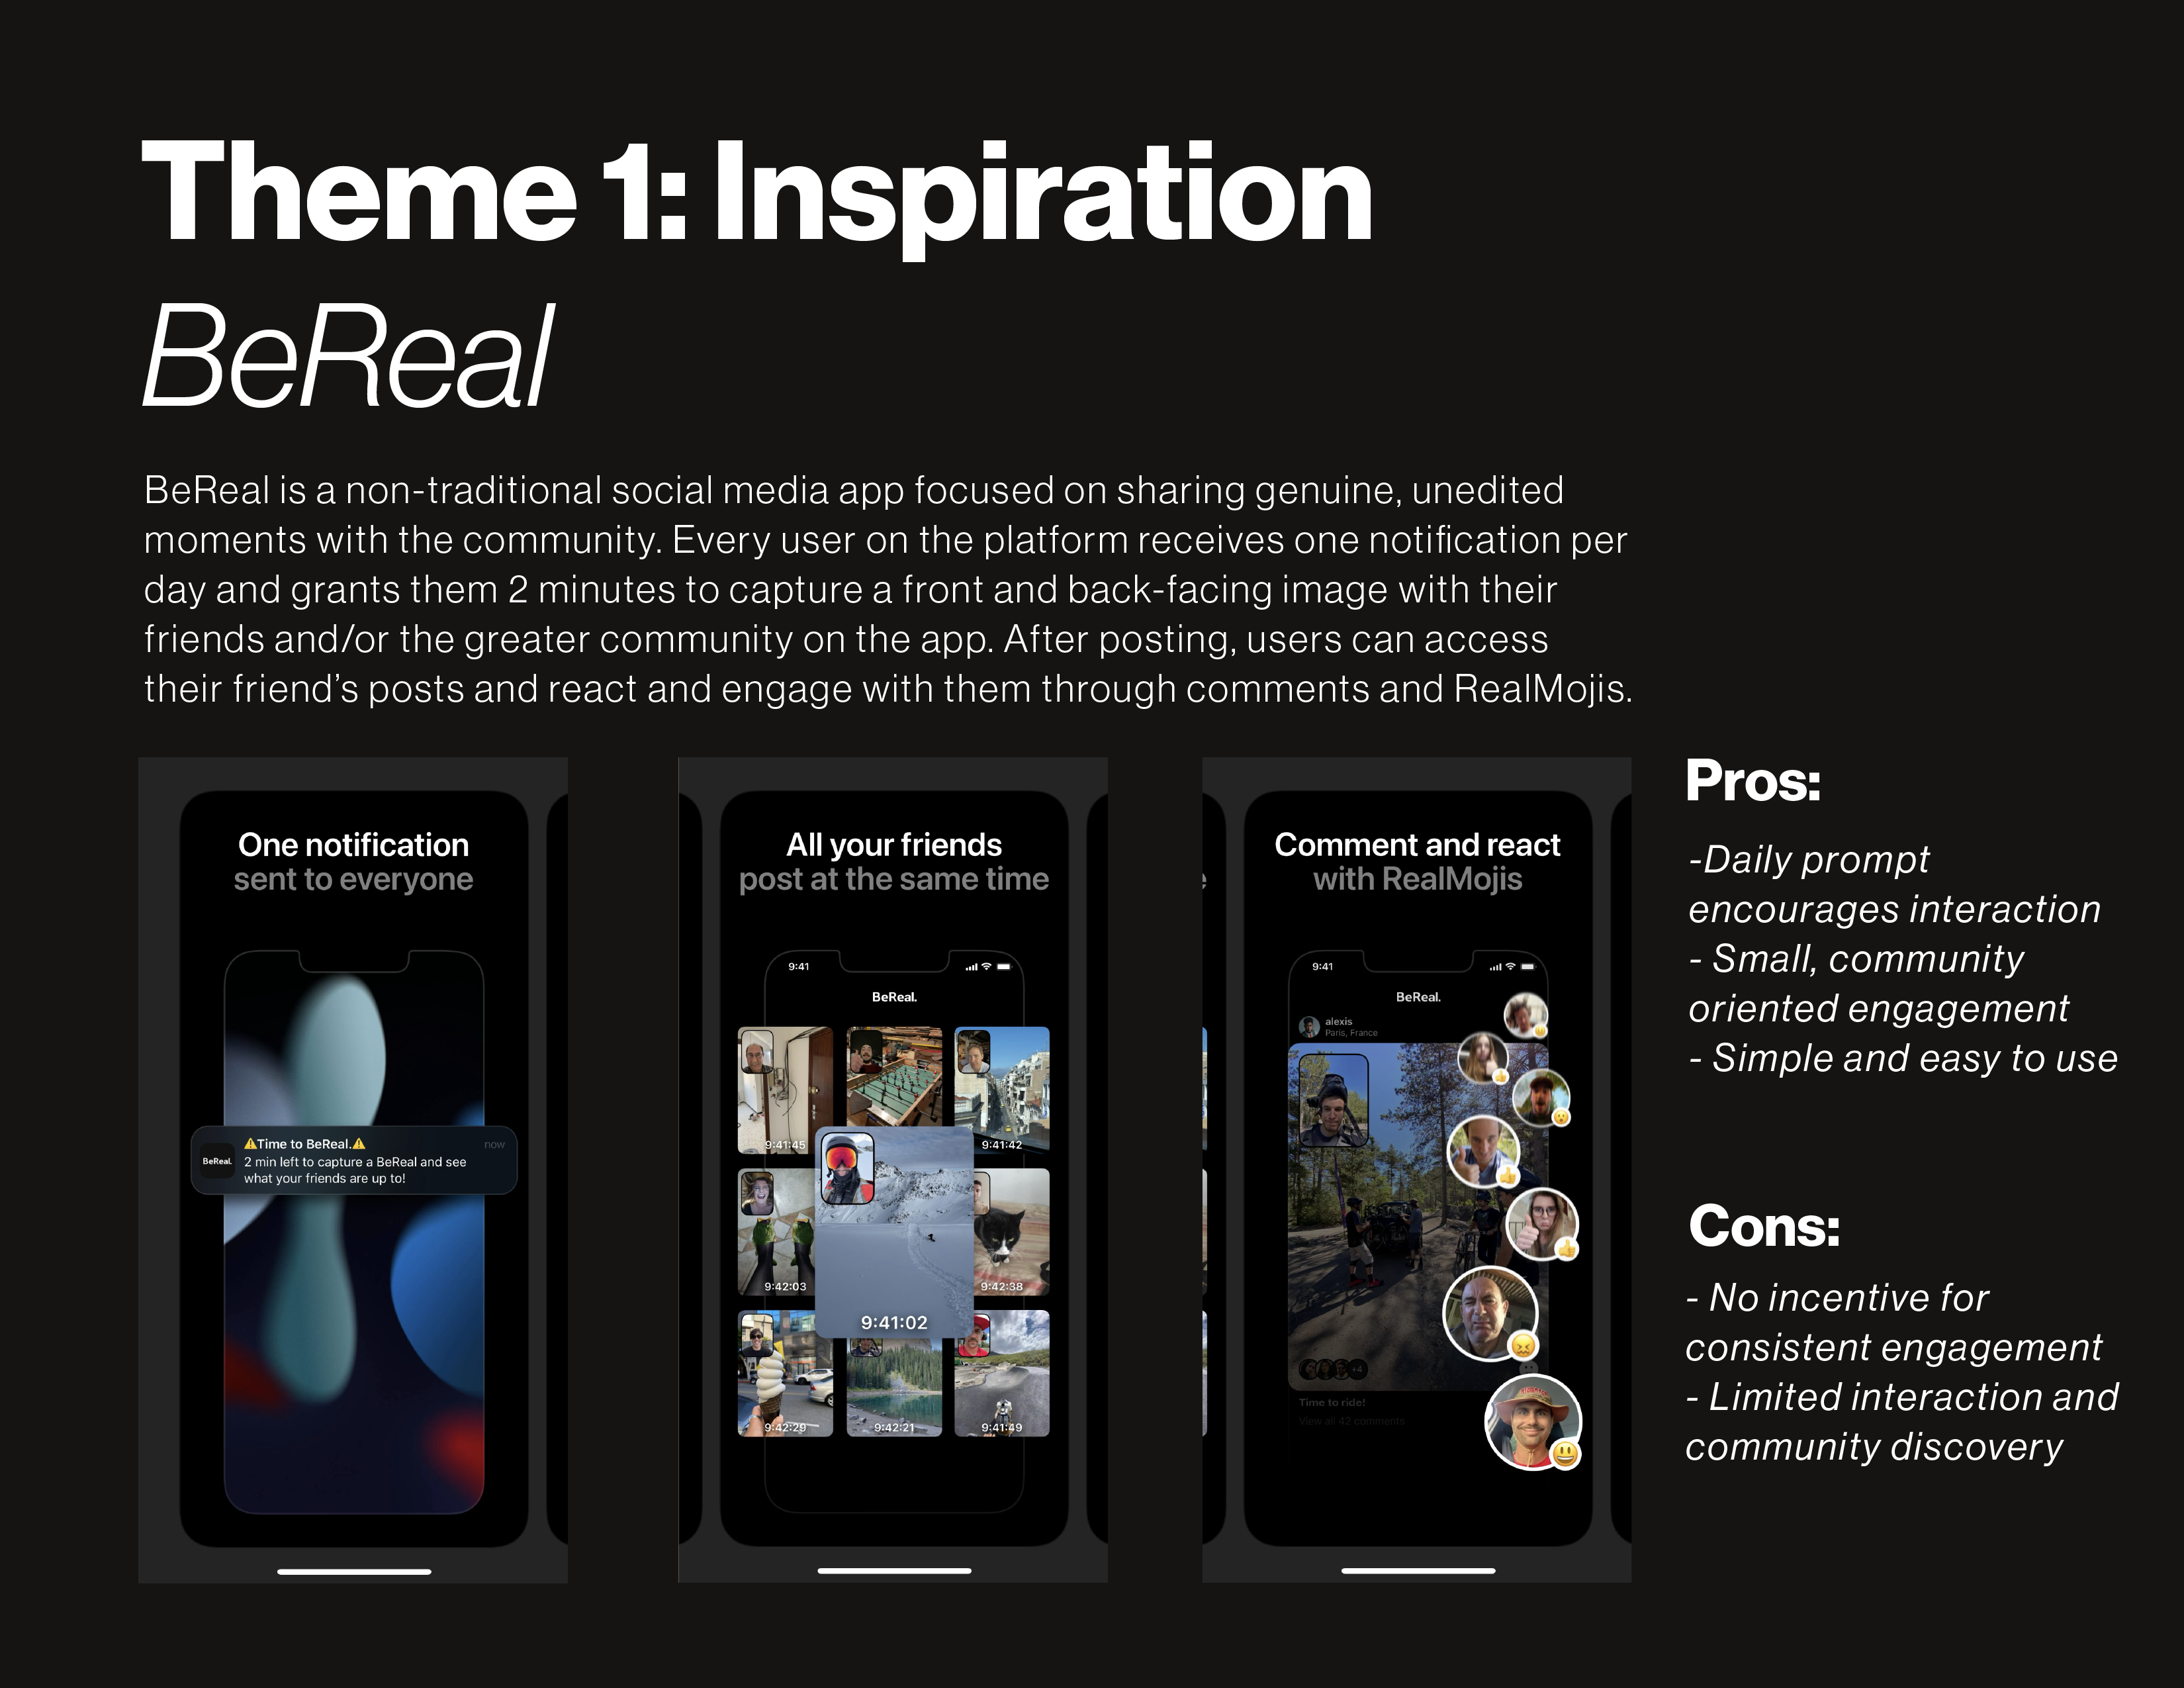 Theme 1: Inspiration
BeReal
BeReal is a non-traditional social media app focused on sharing genuine, unedited
moments with the community. Every user on the platform receives one notification per
day and grants them 2 minutes to capture a front and back-facing image with their
friends and/or the greater community on the app. After posting, users can access
their friend's posts and react and engage with them through comments and RealMojis.
One notification
sent to everyone
BeReal.
⚠️Time to BeReal.⚠️
now
2 min left to capture a BeReal and see
what your friends are up to!
All your friends
post at the same time
9:41
BeReal.
9:41:45
9:41:42
9:42:03
9:41:02
9:42:38
9:42:29
9:42:21
9:41:49
e
Comment and react
with RealMojis
9:41
BeReal.
alexis
Paris, France
+4
Time to ride!
View all 42 comments
Pros:
-Daily prompt
encourages interaction
- Small, community
oriented engagement
- Simple and easy to use
Cons:
- No incentive for
consistent engagement
- Limited interaction and
community discovery